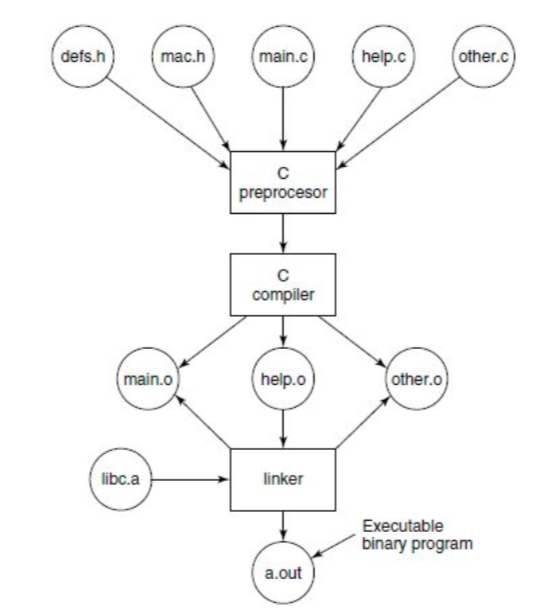 defs.h
mac.h
main.c
help.c
other.c
C
preprocesor
C
compiler
main.o
help.o
other.o
libc.a
linker
Executable
binary program
a.out